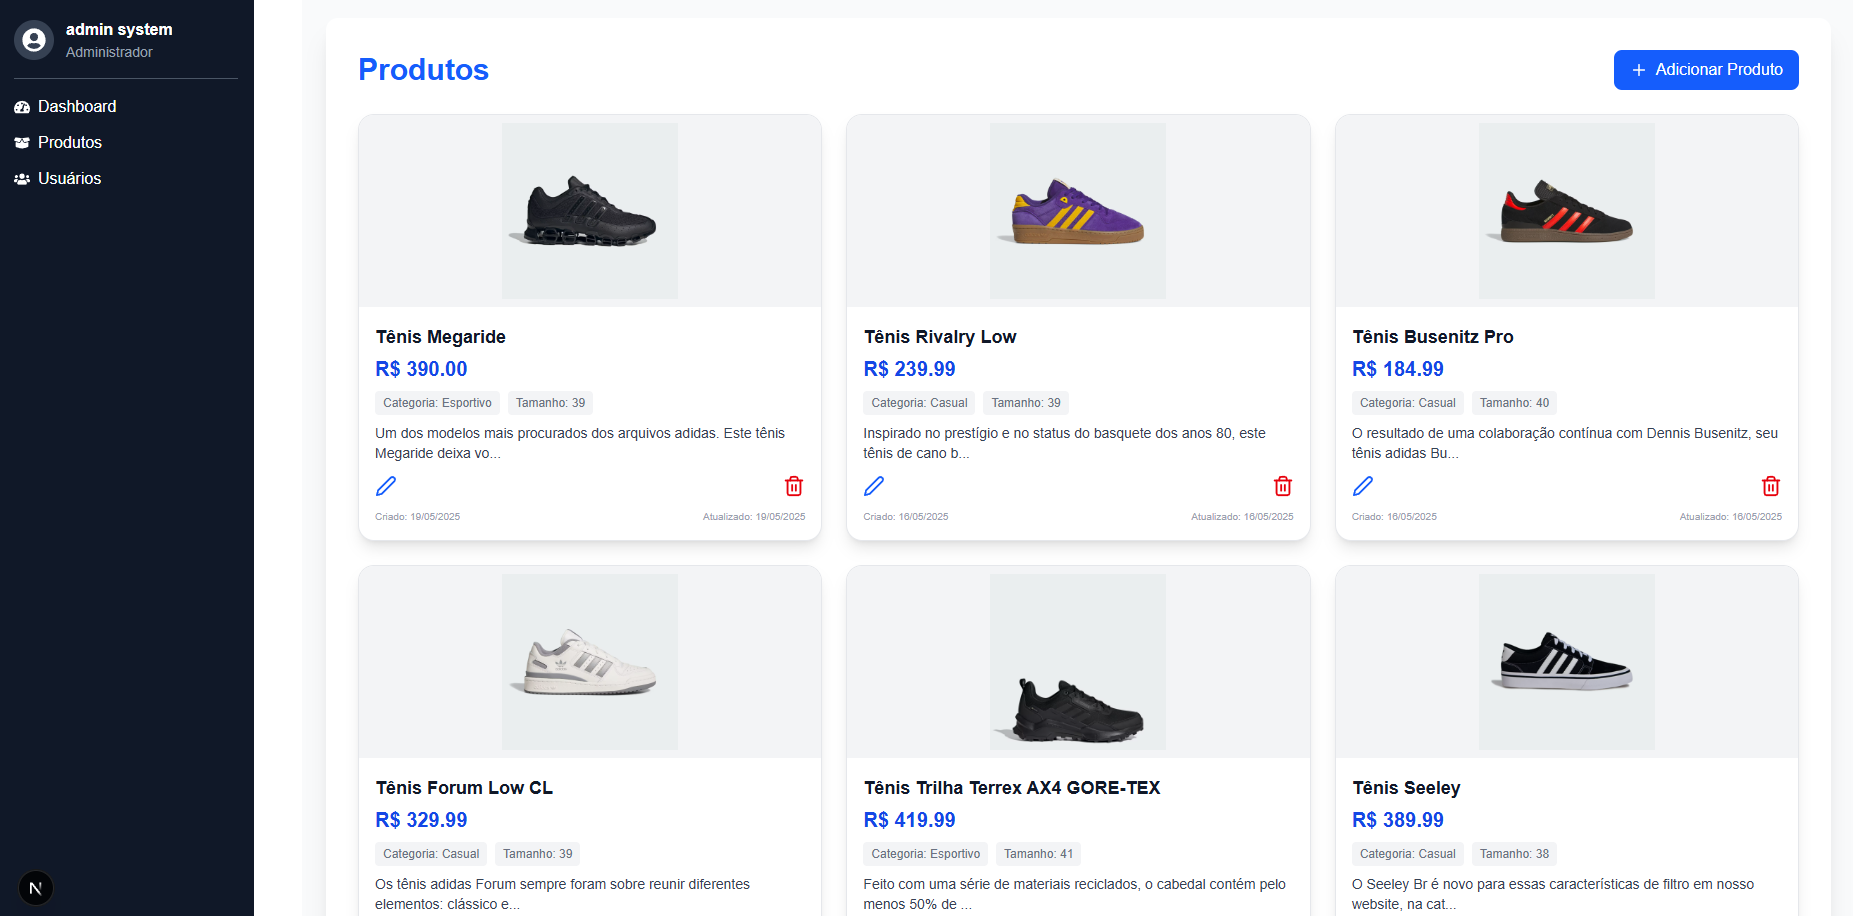 admin system
Administrador
Dashboard
Produtos
Usuários
N
Produtos
Adicionar Produto
Tênis Megaride
R$ 390.00
Categoria: Esportivo Tamanho: 39
Um dos modelos mais procurados dos arquivos adidas. Este tênis
Megaride deixa vo...
Criado: 19/05/2025 Atualizado: 19/05/2025
Tênis Rivalry Low
R$ 239.99
Categoria: Casual Tamanho: 39
Inspirado no prestígio e no status do basquete dos anos 80, este
tênis de cano b...
Criado: 16/05/2025 Atualizado: 16/05/2025
Tênis Busenitz Pro
R$ 184.99
Categoria: Casual Tamanho: 40
O resultado de uma colaboração contínua com Dennis Busenitz, seu
tênis adidas Bu...
Criado: 16/05/2025 Atualizado: 16/05/2025
Tênis Forum Low CL
R$ 329.99
Categoria: Casual Tamanho: 39
Os tênis adidas Forum sempre foram sobre reunir diferentes
elementos: clássico e...
Tênis Trilha Terrex AX4 GORE-TEX
R$ 419.99
Categoria: Esportivo Tamanho: 41
Feito com uma série de materiais reciclados, o cabedal contém pelo
menos 50% de ...
Tênis Seeley
R$ 389.99
Categoria: Casual Tamanho: 38
O Seeley Br é novo para essas características de filtro em nosso
website, na cat...